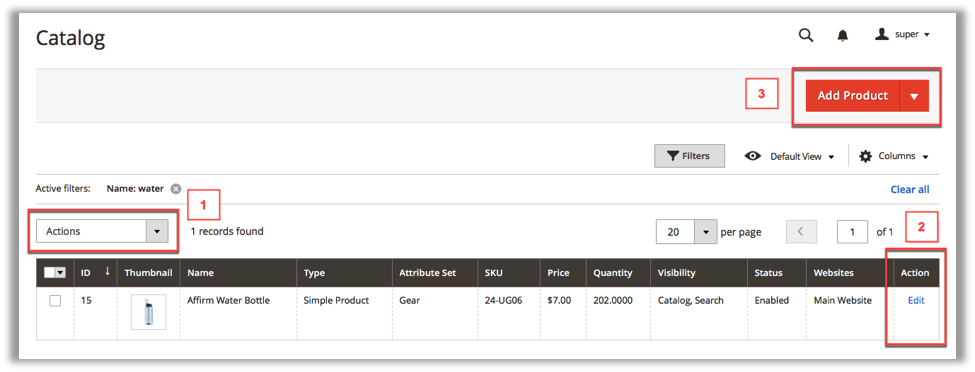 Catalog
super
3
Add Product
Filters
Default View
Columns
Active filters:
Name: water
Clear all
1
Actions
1 records found
20
per page
1
of 1
2
ID
Thumbnail
Name
Type
Attribute Set
SKU
Price
Quantity
Visibility
Status
Websites
Action
15
Affirm Water Bottle
Simple Product
Gear
24-UG06
$7.00
202.0000
Catalog, Search
Enabled
Main Website
Edit